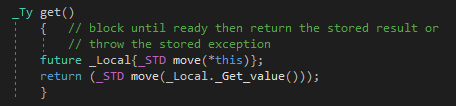 _Ty get()
{ // block until ready then return the stored result or
// throw the stored exception
future _Local{_STD move(*this)};
return (_STD move(_Local._Get_value()));
}